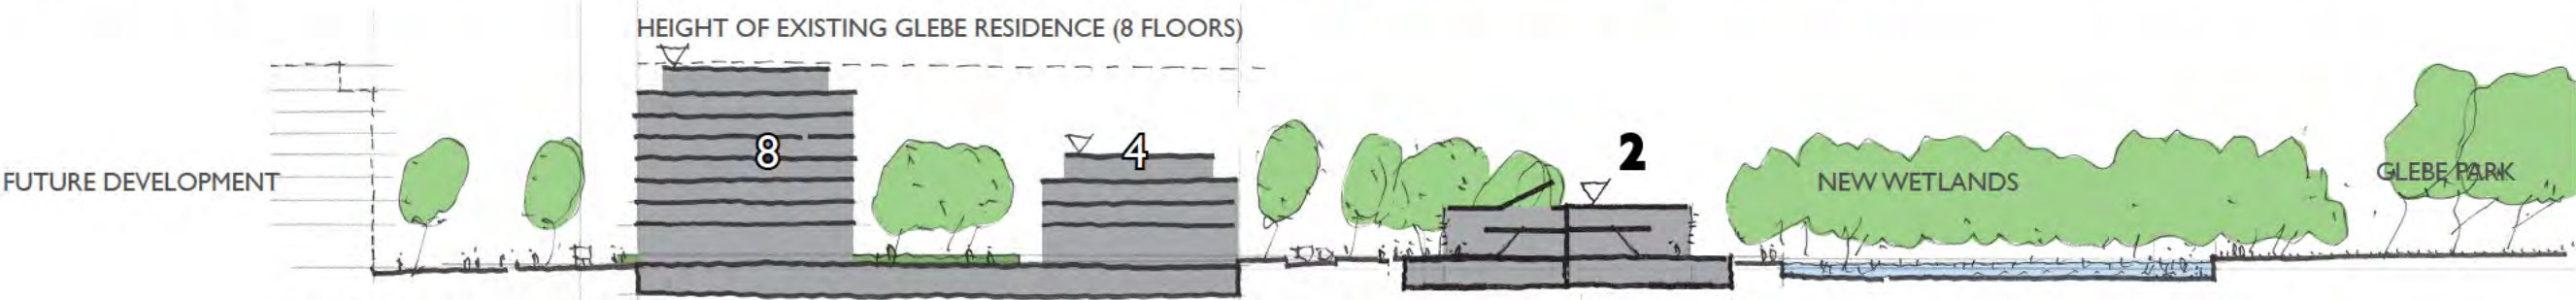 HEIGHT OF EXISTING GLEBE RESIDENCE (8 FLOORS)
8
4
2
FUTURE DEVELOPMENT
NEW WETLANDS
GLEBE PARK